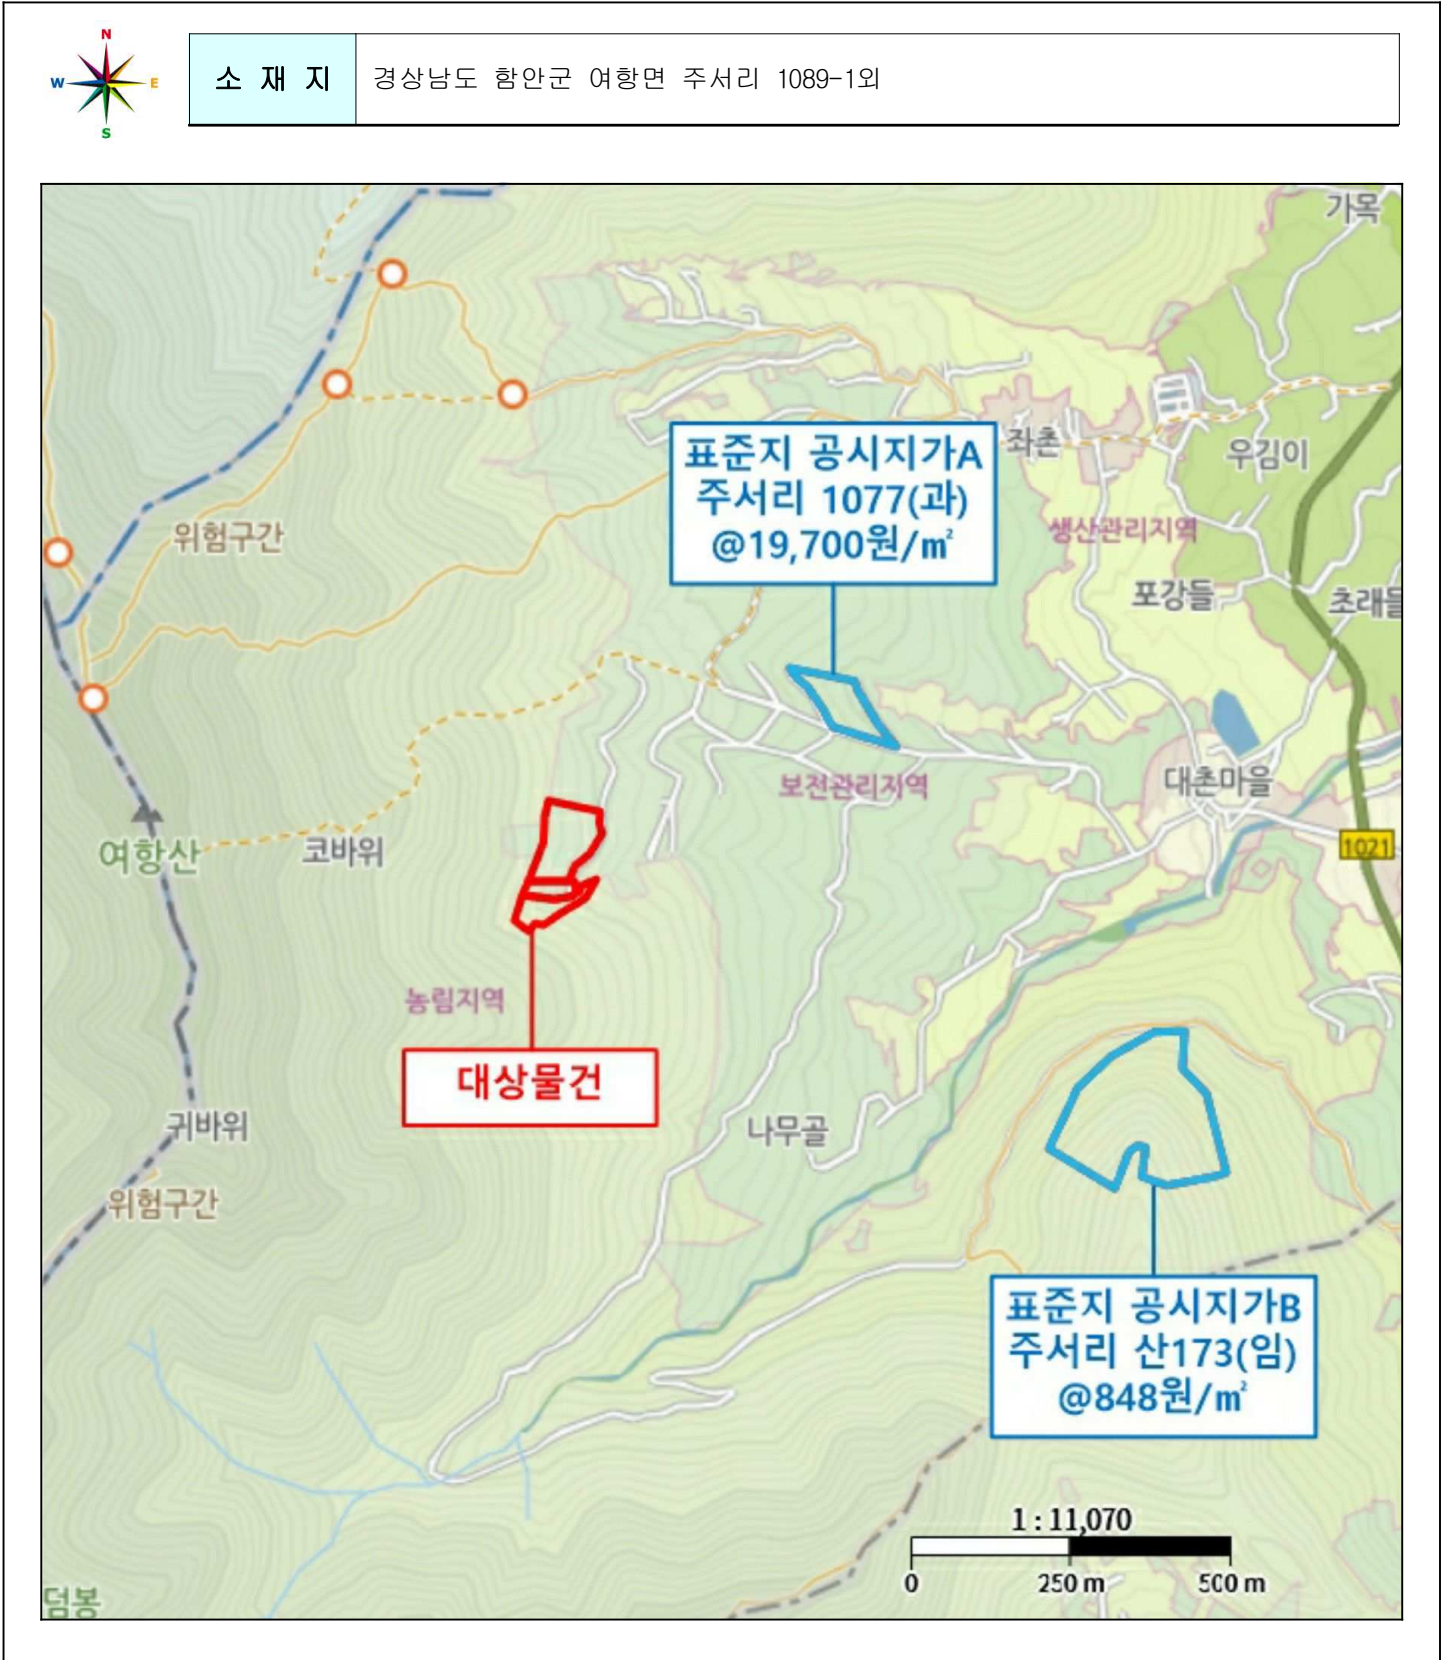 N
W
E
S
소 재 지
경상남도 함안군 여항면 주서리 1089-1외
가목
표준지 공시지가A
주서리 1077(과)
@19,700원/㎡
좌촌
우김이
위험구간
생산관리지역
포강들
초래들
보전관리지역
대촌마을
여항산
코바위
1021
농림지역
대상물건
귀바위
나무골
위험구간
표준지 공시지가B
주서리 산173(임)
@848원/㎡
1 : 11,070
0 250 m 500 m
덤봉